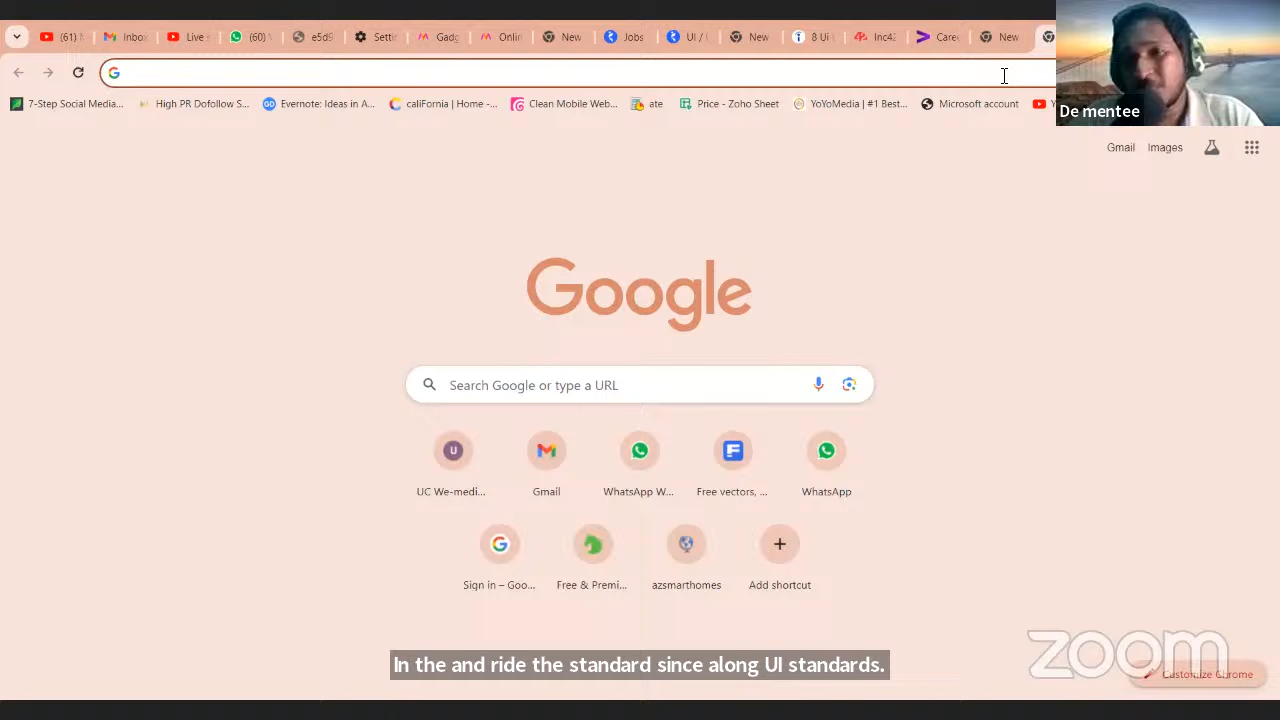 (61)
Inbox
Live
(60)
e5d9
Setti
Gadg
Onlin
New
Jobs
UI /
New
8 Ui
Inc42
Care
New
7-Step Social Media...
High PR Dofollow S...
Evernote: Ideas in A...
caliFornia | Home -...
Clean Mobile Web...
ate
Price - Zoho Sheet
YoYoMedia | #1 Best...
Microsoft account
De mentee
Gmail
Images
Google
Search Google or type a URL
U
UC We-medi...
Gmail
WhatsApp W...
Free vectors, ...
WhatsApp
Sign in – Goo...
Free & Premi...
azsmarthomes
Add shortcut
In the and ride the standard since along UI standards.
zoom
Customize Chrome